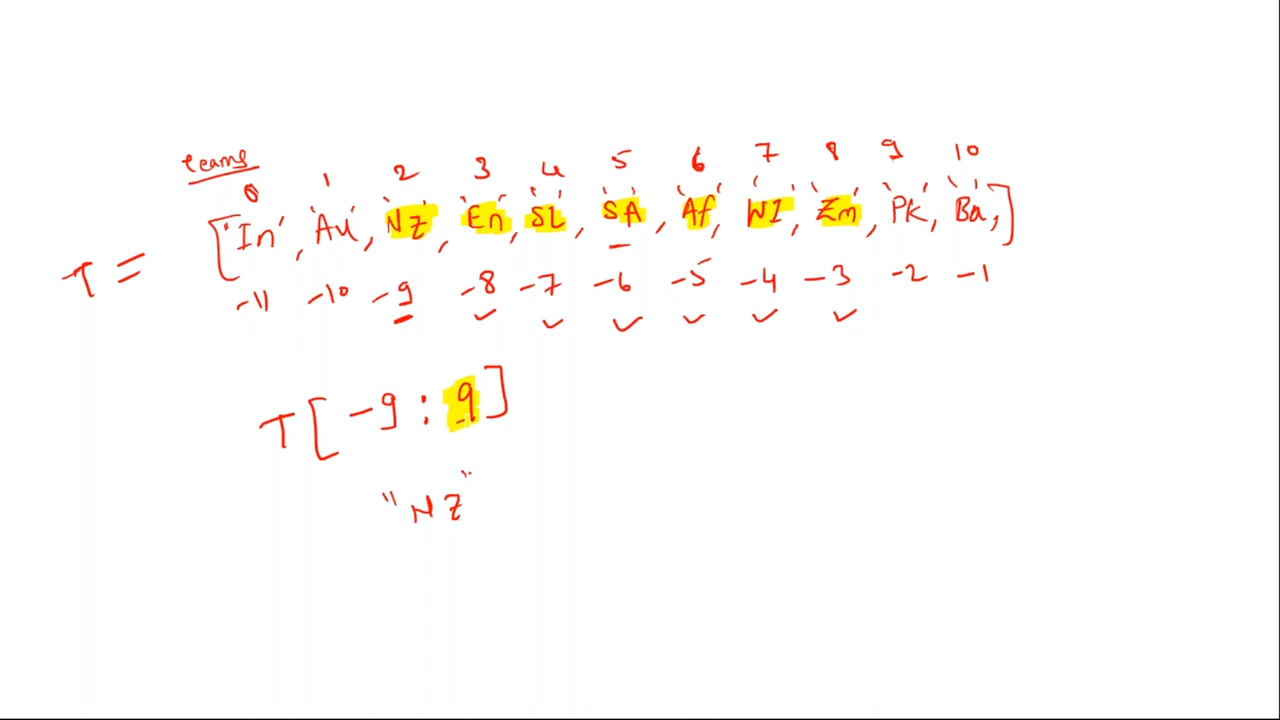 teams
0 1 2 3 4 5 6 7 8 9 10
T = ['In', 'Au', 'NZ', 'En', 'SL', 'SA', 'Af', 'WI', 'Zm', 'PK', 'Ba,]
-11 -10 -9 -8 -7 -6 -5 -4 -3 -2 -1
T[-9:9]
"NZ"